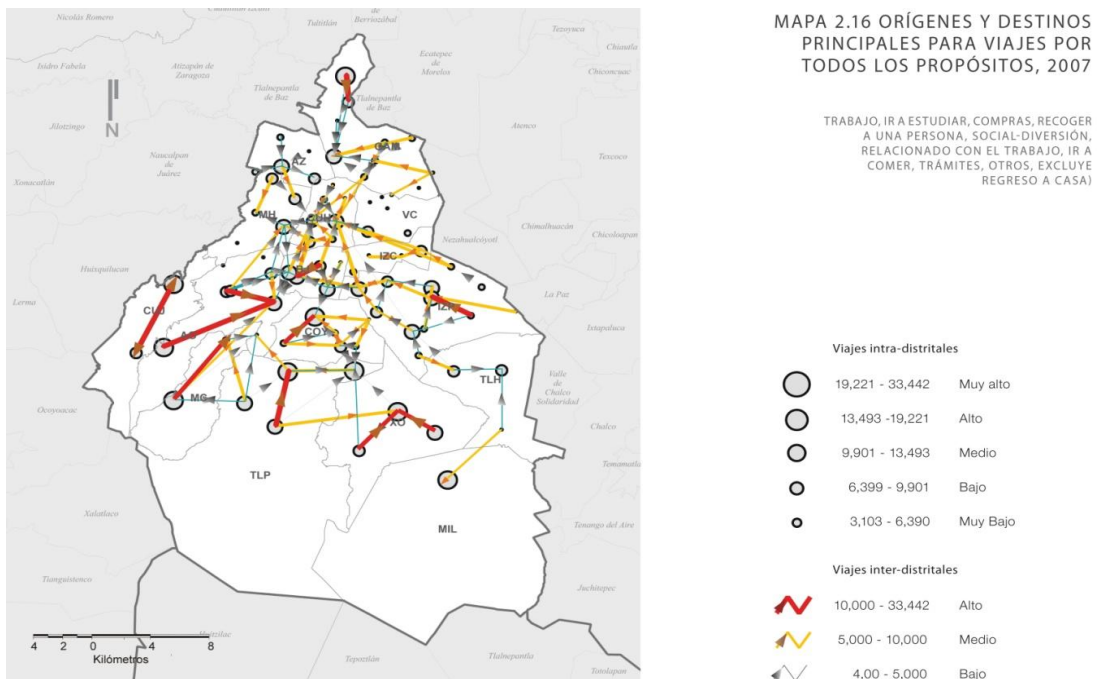 MAPA 2.16 ORÍGENES Y DESTINOS
PRINCIPALES PARA VIAJES POR
TODOS LOS PROPÓSITOS, 2007
TRABAJO, IR A ESTUDIAR, COMPRAS, RECOGER
A UNA PERSONA, SOCIAL-DIVERSIÓN,
RELACIONADO CON EL TRABAJO, IR A
COMER, TRÁMITES, OTROS, EXCLUYE
REGRESO A CASA)
Nicolás Romero
Tultitlán
de
Berriozábal
Tezoyuca
Chiautla
Isidro Fabela
Atizapán de
Zaragoza
Ecatepec
de
Morelos
Chiconcuac
Tlalnepantla
de Baz
Tlalnepantla
de Baz
N
Jilotzingo
Atenco
Naucalpan
de
Juárez
Texcoco
Xonacatlán
AZ
MH
VC
Nezahualcóyotl
Chimalhuacán
Chicoloapan
Huixquilucan
IZC
Lerma
CUJ
La Paz
Ixtapaluca
COY
TLH
Valle
de
Chalco
Solidaridad
Ocoyoacac
MC
XO
Chalco
TLP
MIL
Xalatlaco
Tenango del Aire
Tianguistenco
Juchitepec
Huitzilac
Tepoztlán
Tlalnepantla
4 2 0 4 8
Kilómetros
Viajes intra-distritales
19,221 - 33,442 Muy alto
13,493 -19,221 Alto
9,901 - 13,493 Medio
6,399 - 9,901 Bajo
3,103 - 6,390 Muy Bajo
Viajes inter-distritales
10,000 - 33,442 Alto
5,000 - 10,000 Medio
4,00 - 5,000 Bajo